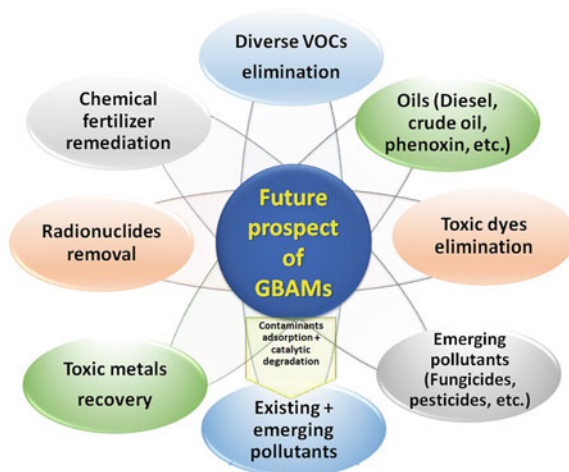 Diverse VOCs
elimination
Oils (Diesel,
crude oil,
phenoxin, etc.)
Toxic dyes
elimination
Emerging
pollutants
(Fungicides,
pesticides, etc.)
Existing +
emerging
pollutants
Toxic metals
recovery
Radionuclides
removal
Chemical
fertilizer
remediation
Future
prospect
of
GBAMs
Contaminants
adsorption+
catalytic
degradation